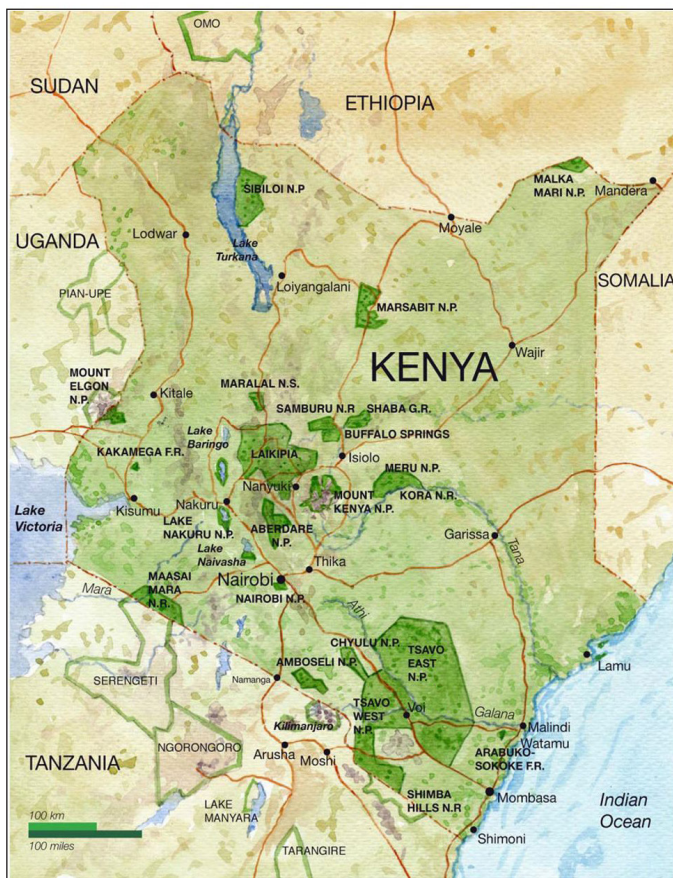 OMO
SUDAN
ETHIOPIA
SIBILOI N.P
MALKA
MARI N.P.
Mandera
Moyale
UGANDA
Lodwar
Lake
Turkana
Loiyangalani
SOMALIA
PIAN-UPE
MARSABIT N.P.
KENYA
Wajir
MOUNT
ELGON
N.P.
Kitale
MARALAL N.S.
SAMBURU N.R
SHABA G.R.
Lake
Baringo
BUFFALO SPRINGS
KAKAMEGA F.R.
LAIKIPIA
Isiolo
MERU N.P.
Nanyuki
KORA N.R.
Lake
Victoria
Kisumu
Nakuru
MOUNT
KENYA N.P.
LAKE
NAKURU N.P.
ABERDARE
N.P.
Garissa
Tana
Lake
Naivasha
Thika
Nairobi
MAASAI
MARA
N.R.
Mara
NAIROBI N.P.
Athi
CHYULU N.P.
TSAVO
EAST
N.P.
AMBOSELI N.P.
Lamu
SERENGETI
Namanga
TSAVO
WEST
N.P.
Voi
Galana
Kilimanjaro
Malindi
Watamu
NGORONGORO
Arusha
Moshi
ARABUKO-
SOKOKE F.R.
TANZANIA
SHIMBA
HILLS N.R
Mombasa
Indian
Ocean
LAKE
MANYARA
100 km
100 miles
Shimoni
TARANGIRE